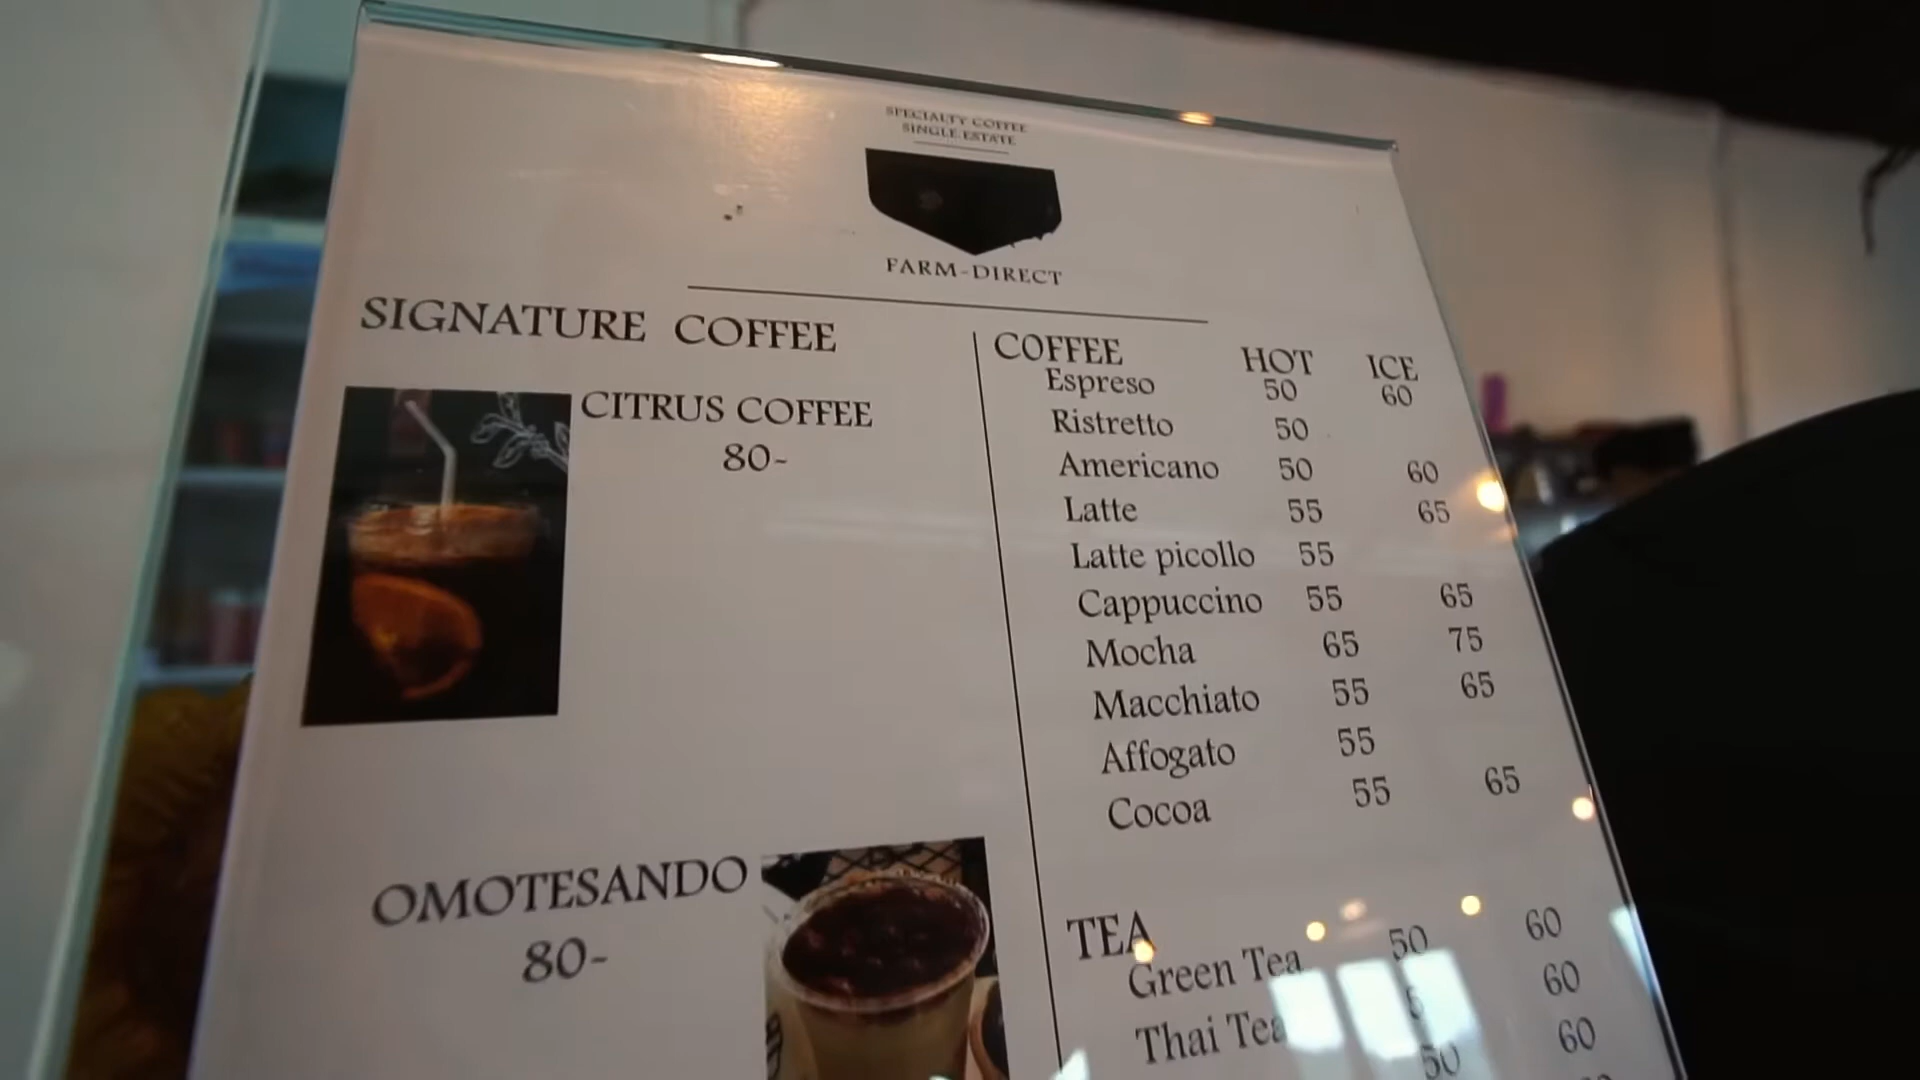 SPECIALTY COFFEE
SINGLE ESTATE
FARM-DIRECT
SIGNATURE COFFEE
CITRUS COFFEE
80-
OMOTESANDO
80-
COFFEE HOT ICE
Espreso 50 60
Ristretto 50
Americano 50 60
Latte 55 65
Latte picollo 55
Cappuccino 55 65
Mocha 65 75
Macchiato 55 65
Affogato 55
Cocoa 55 65
TEA
Green Tea 50 60
Thai Tea 60
50 60